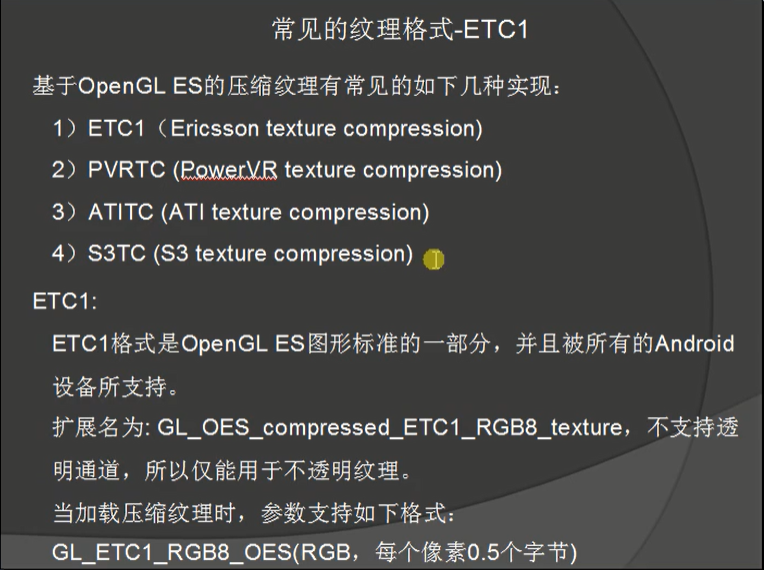 常见的纹理格式-ETC1
基于OpenGL ES的压缩纹理有常见的如下几种实现：
1）ETC1（Ericsson texture compression)
2）PVRTC (PowerVR texture compression)
3）ATITC (ATI texture compression)
4）S3TC (S3 texture compression)
ETC1:
ETC1格式是OpenGL ES图形标准的一部分，并且被所有的Android
设备所支持。
扩展名为: GL_OES_compressed_ETC1_RGB8_texture，不支持透
明通道，所以仅能用于不透明纹理。
当加载压缩纹理时，参数支持如下格式：
GL_ETC1_RGB8_OES(RGB，每个像素0.5个字节)